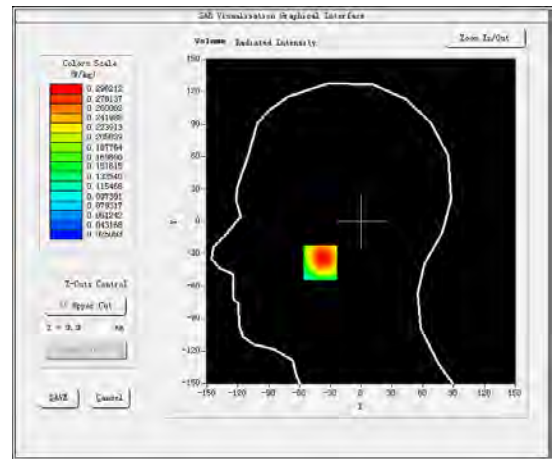 SAR Visualisation Graphical Interface
Volume Radiated Intensity
Zoom In/Out
Colors Scale
(W/kg)
0.296212
0.278137
0.260062
0.241988
0.223913
0.205839
0.187764
0.169690
0.151615
0.133540
0.115466
0.097391
0.079317
0.061242
0.043168
0.025093
150
120
90
60
30
0
-30
-60
-90
-120
-150
Y
-150 -120 -90 -60 -30 0 30 60 90 120 150
X
Z-Cuts Control
Upper Cut
Z = 0.0 mm
SAVE Cancel